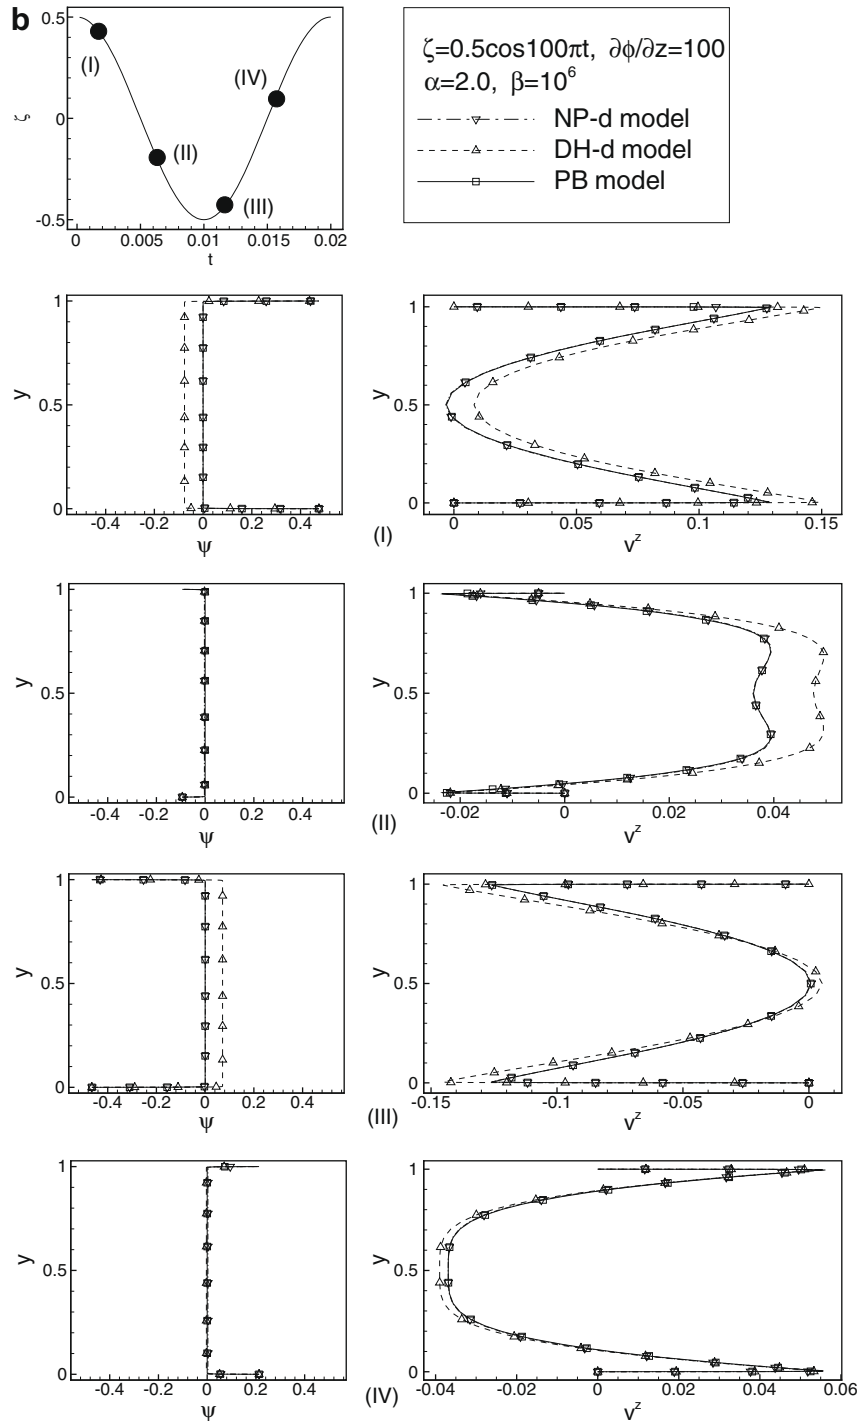 b
0.5
(I)
(IV)
ζ
0
(II)
(III)
-0.5
0
0.005
0.01
0.015
0.02
t
ζ=0.5cos100πt, ∂ϕ/∂z=100
α=2.0, β=10⁶
NP-d model
DH-d model
PB model
1
y
0.5
0
-0.4 -0.2 0 0.2 0.4
ψ
1
y
0.5
0
0 0.05 0.1 0.15
vᶻ
(I)
1
y
0.5
0
-0.4 -0.2 0 0.2 0.4
ψ
1
y
0.5
0
-0.02 0 0.02 0.04
vᶻ
(II)
1
y
0.5
0
-0.4 -0.2 0 0.2 0.4
ψ
1
y
0.5
0
-0.15 -0.1 -0.05 0
vᶻ
(III)
1
y
0.5
0
-0.4 -0.2 0 0.2 0.4
ψ
1
y
0.5
0
-0.04 -0.02 0 0.02 0.04 0.06
vᶻ
(IV)